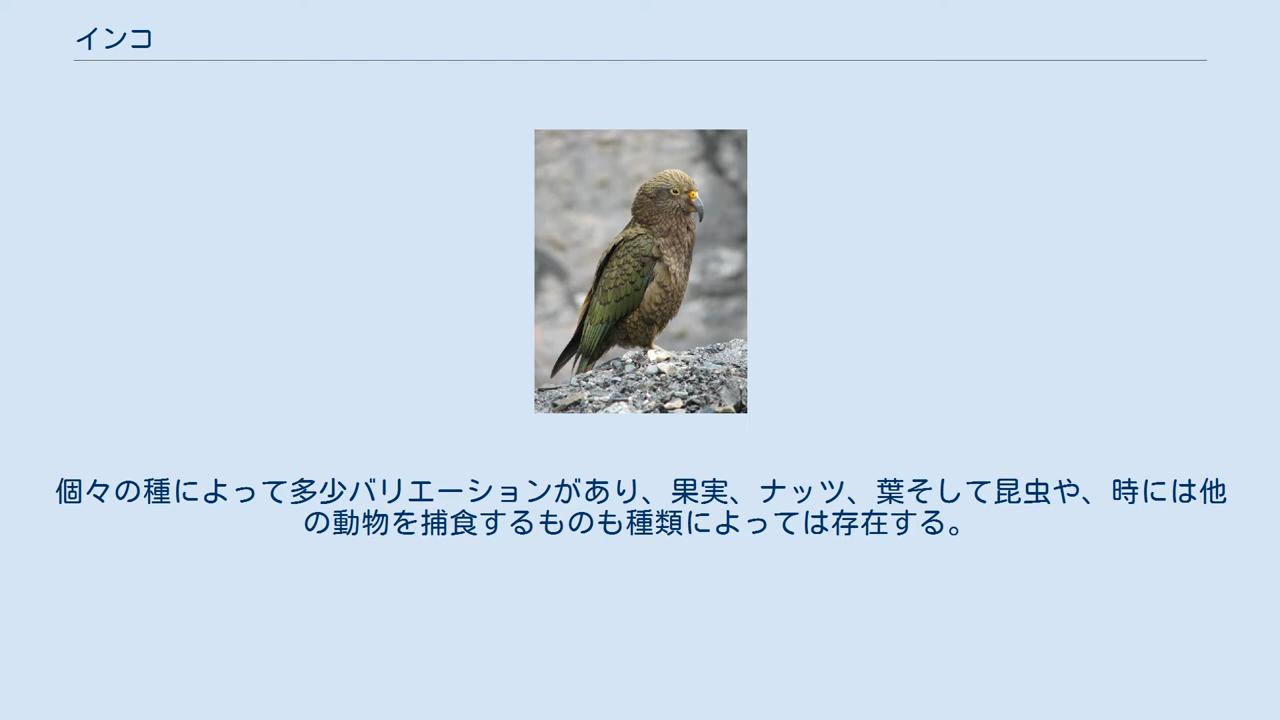 インコ
個々の種によって多少バリエーションがあり、果実、ナッツ、葉そして昆虫や、時には他
の動物を捕食するものも種類によっては存在する。